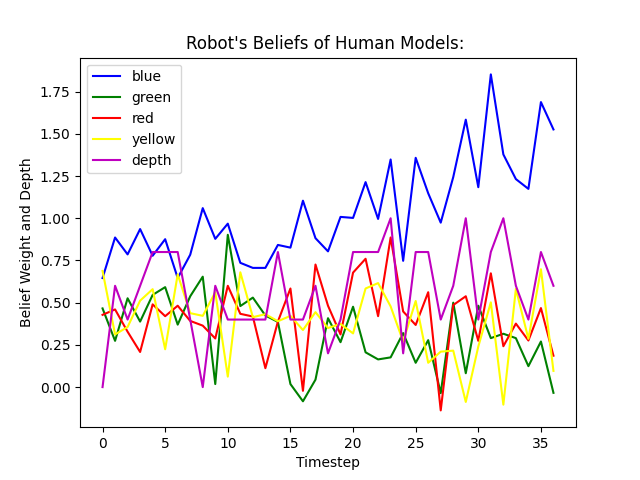 Robot's Beliefs of Human Models:
blue
green
red
yellow
depth
1.75
1.50
1.25
1.00
0.75
0.50
0.25
0.00
Belief Weight and Depth
0 5 10 15 20 25 30 35
Timestep